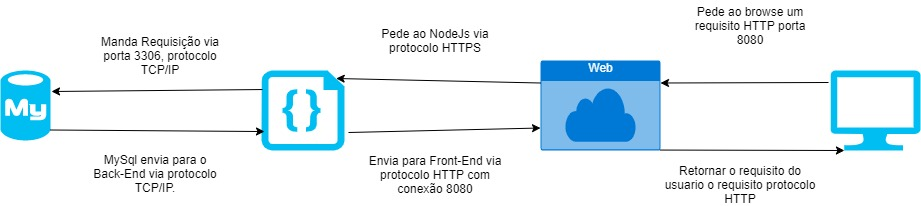 Pede ao browse um
requisito HTTP porta
8080
Pede ao NodeJs via
protocolo HTTPS
Manda Requisição via
porta 3306, protocolo
TCP/IP
Web
My
MySql envia para o
Back-End via protocolo
TCP/IP.
Envia para Front-End via
protocolo HTTP com
conexão 8080
Retornar o requisito do
usuario o requisito protocolo
HTTP